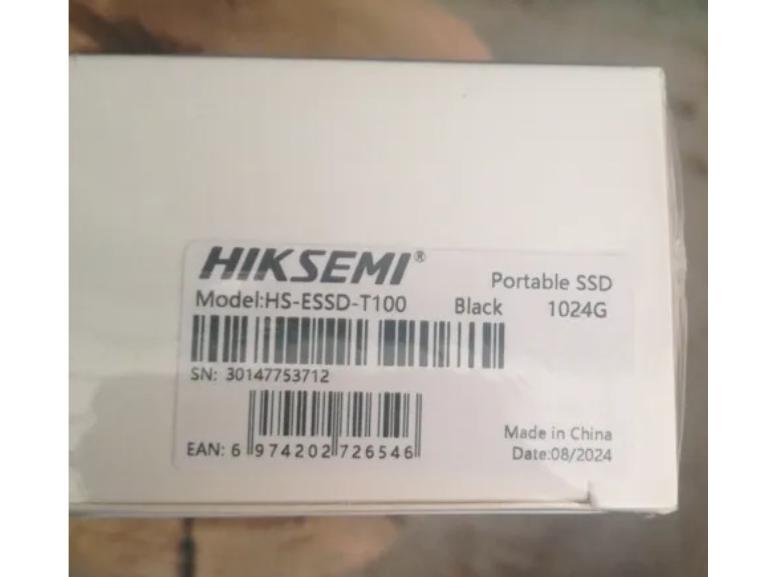 HIKSEMI®
Portable SSD
Model:HS-ESSD-T100 Black 1024G
SN: 30147753712
EAN: 6 974202 726546
Made in China
Date:08/2024